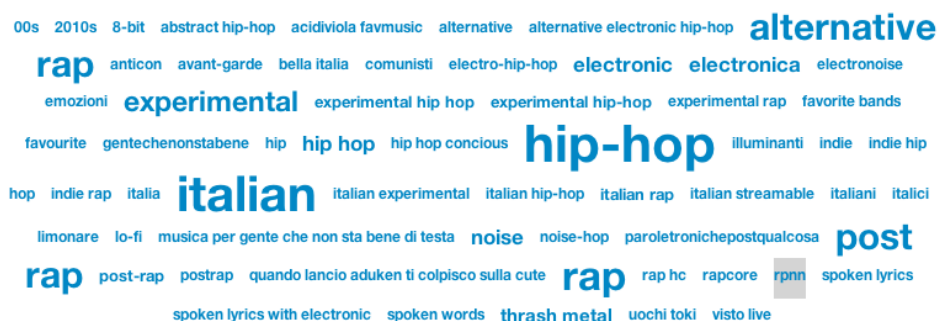 00s 2010s 8-bit abstract hip-hop acidiviola favmusic alternative alternative electronic hip-hop alternative
rap anticon avant-garde bella italia comunisti electro-hip-hop electronic electronica electronoise
emozioni experimental experimental hip hop experimental hip-hop experimental rap favorite bands
favourite gentechenonstabene hip hip hop hip hop concious hip-hop illuminanti indie indie hip
hop indie rap italia italian italian experimental italian hip-hop italian rap italian streamable italiani italici
limonare lo-fi musica per gente che non sta bene di testa noise noise-hop paroletronichepostqualcosa post
rap post-rap postrap quando lancio aduken ti colpisco sulla cute rap rap hc rapcore rpnn spoken lyrics
spoken lyrics with electronic spoken words thrash metal uochi toki visto live